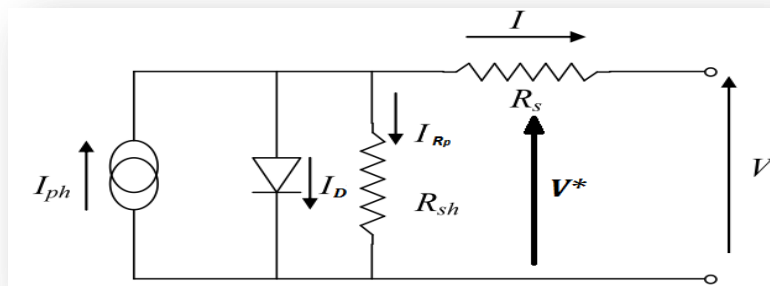 I
R_s
I_Rp
I_ph
I_D
R_sh
V*
V